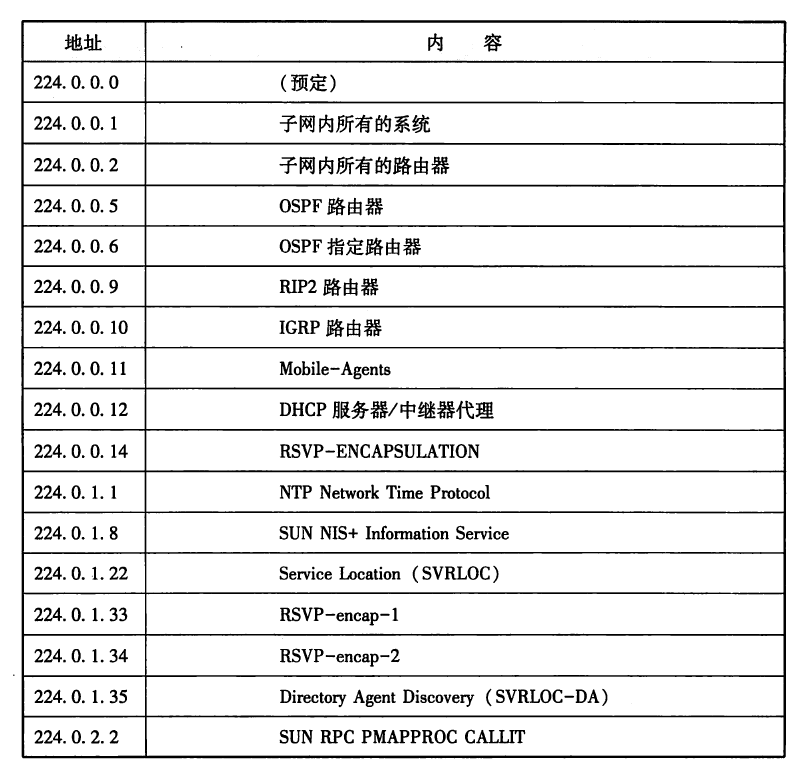 地址 内 容
224. 0. 0. 0 (预定)
224. 0. 0. 1 子网内所有的系统
224. 0. 0. 2 子网内所有的路由器
224. 0. 0. 5 OSPF 路由器
224. 0. 0. 6 OSPF 指定路由器
224. 0. 0. 9 RIP2 路由器
224. 0. 0. 10 IGRP 路由器
224. 0. 0. 11 Mobile-Agents
224. 0. 0. 12 DHCP 服务器/中继器代理
224. 0. 0. 14 RSVP-ENCAPSULATION
224. 0. 1. 1 NTP Network Time Protocol
224. 0. 1. 8 SUN NIS+ Information Service
224. 0. 1. 22 Service Location (SVRLOC)
224. 0. 1. 33 RSVP-encap-1
224. 0. 1. 34 RSVP-encap-2
224. 0. 1. 35 Directory Agent Discovery (SVRLOC-DA)
224. 0. 2. 2 SUN RPC PMAPPROC CALLIT